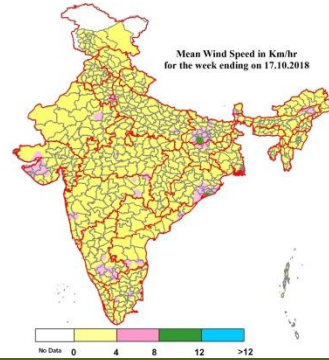 Mean Wind Speed in Km/hr
for the week ending on 17.10.2018
No Data 0 4 8 12 >12